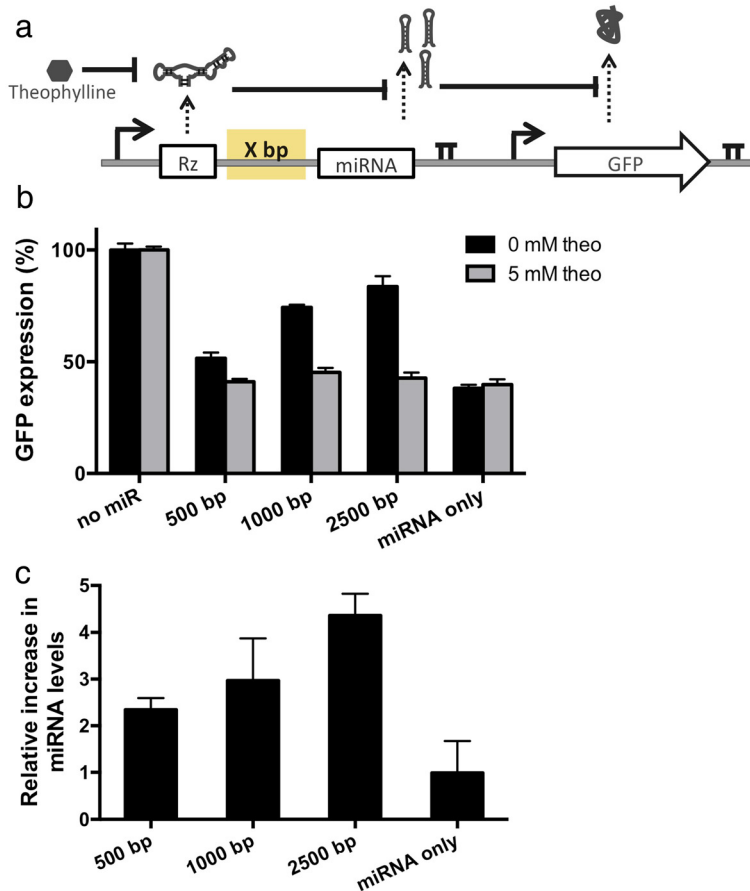 a
Theophylline
Rz
X bp
miRNA
GFP
b
GFP expression (%)
100
50
0
0 mM theo
5 mM theo
no miR
500 bp
1000 bp
2500 bp
miRNA only
c
Relative increase in
miRNA levels
5
4
3
2
1
0
500 bp
1000 bp
2500 bp
miRNA only